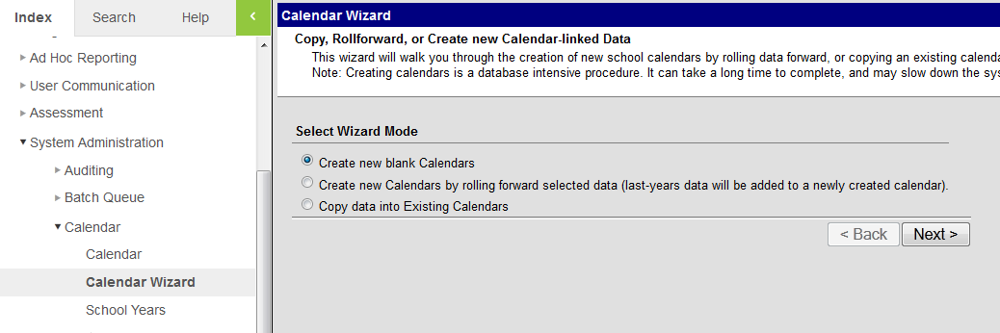 Index Search Help
Ad Hoc Reporting
User Communication
Assessment
System Administration
Auditing
Batch Queue
Calendar
Calendar
Calendar Wizard
School Years
Calendar Wizard
Copy, Rollforward, or Create new Calendar-linked Data
This wizard will walk you through the creation of new school calendars by rolling data forward, or copying an existing
Note: Creating calendars is a database intensive procedure. It can take a long time to complete, and may slow down the
Select Wizard Mode
Create new blank Calendars
Create new Calendars by rolling forward selected data (last-years data will be added to a newly created calendar).
Copy data into Existing Calendars
< Back Next >